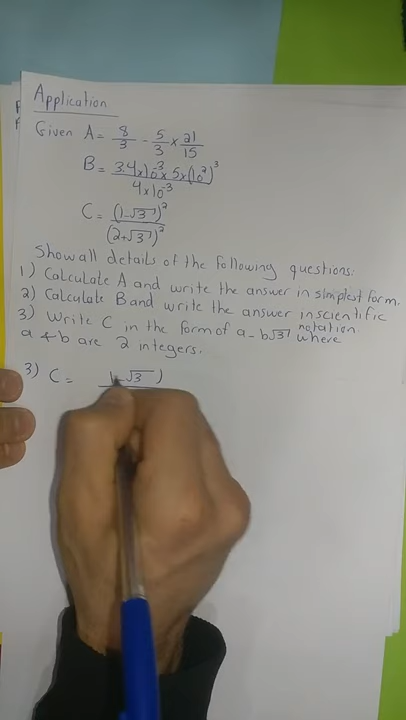 Application
Given A = 8/3 - 5/3 x 21/15
B = 3.4x10^-3 x 5x(10^2)^3 / 4x10^-3
C = (1-√3)^2 / (2+√3)^2
Show all details of the following questions:
1) Calculate A and write the answer in simplest form.
2) Calculate B and write the answer in scientific notation
3) Write C in the form of a - b√3 where
a & b are 2 integers.
3) C = 1-√3 )